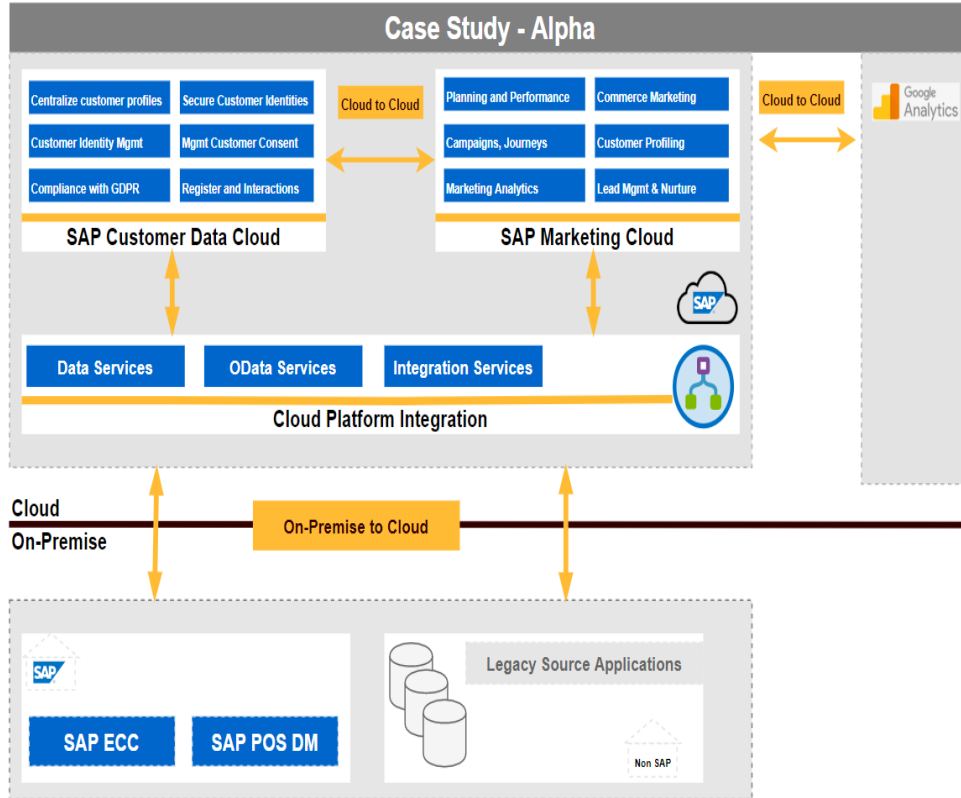 Case Study - Alpha
Centralize customer profiles
Secure Customer Identities
Customer Identity Mgmt
Mgmt Customer Consent
Compliance with GDPR
Register and Interactions
SAP Customer Data Cloud
Cloud to Cloud
Planning and Performance
Commerce Marketing
Campaigns, Journeys
Customer Profiling
Marketing Analytics
Lead Mgmt & Nurture
SAP Marketing Cloud
Cloud to Cloud
Google
Analytics
SAP
Data Services
OData Services
Integration Services
Cloud Platform Integration
Cloud
On-Premise to Cloud
On-Premise
SAP
SAP ECC
SAP POS DM
Legacy Source Applications
Non SAP